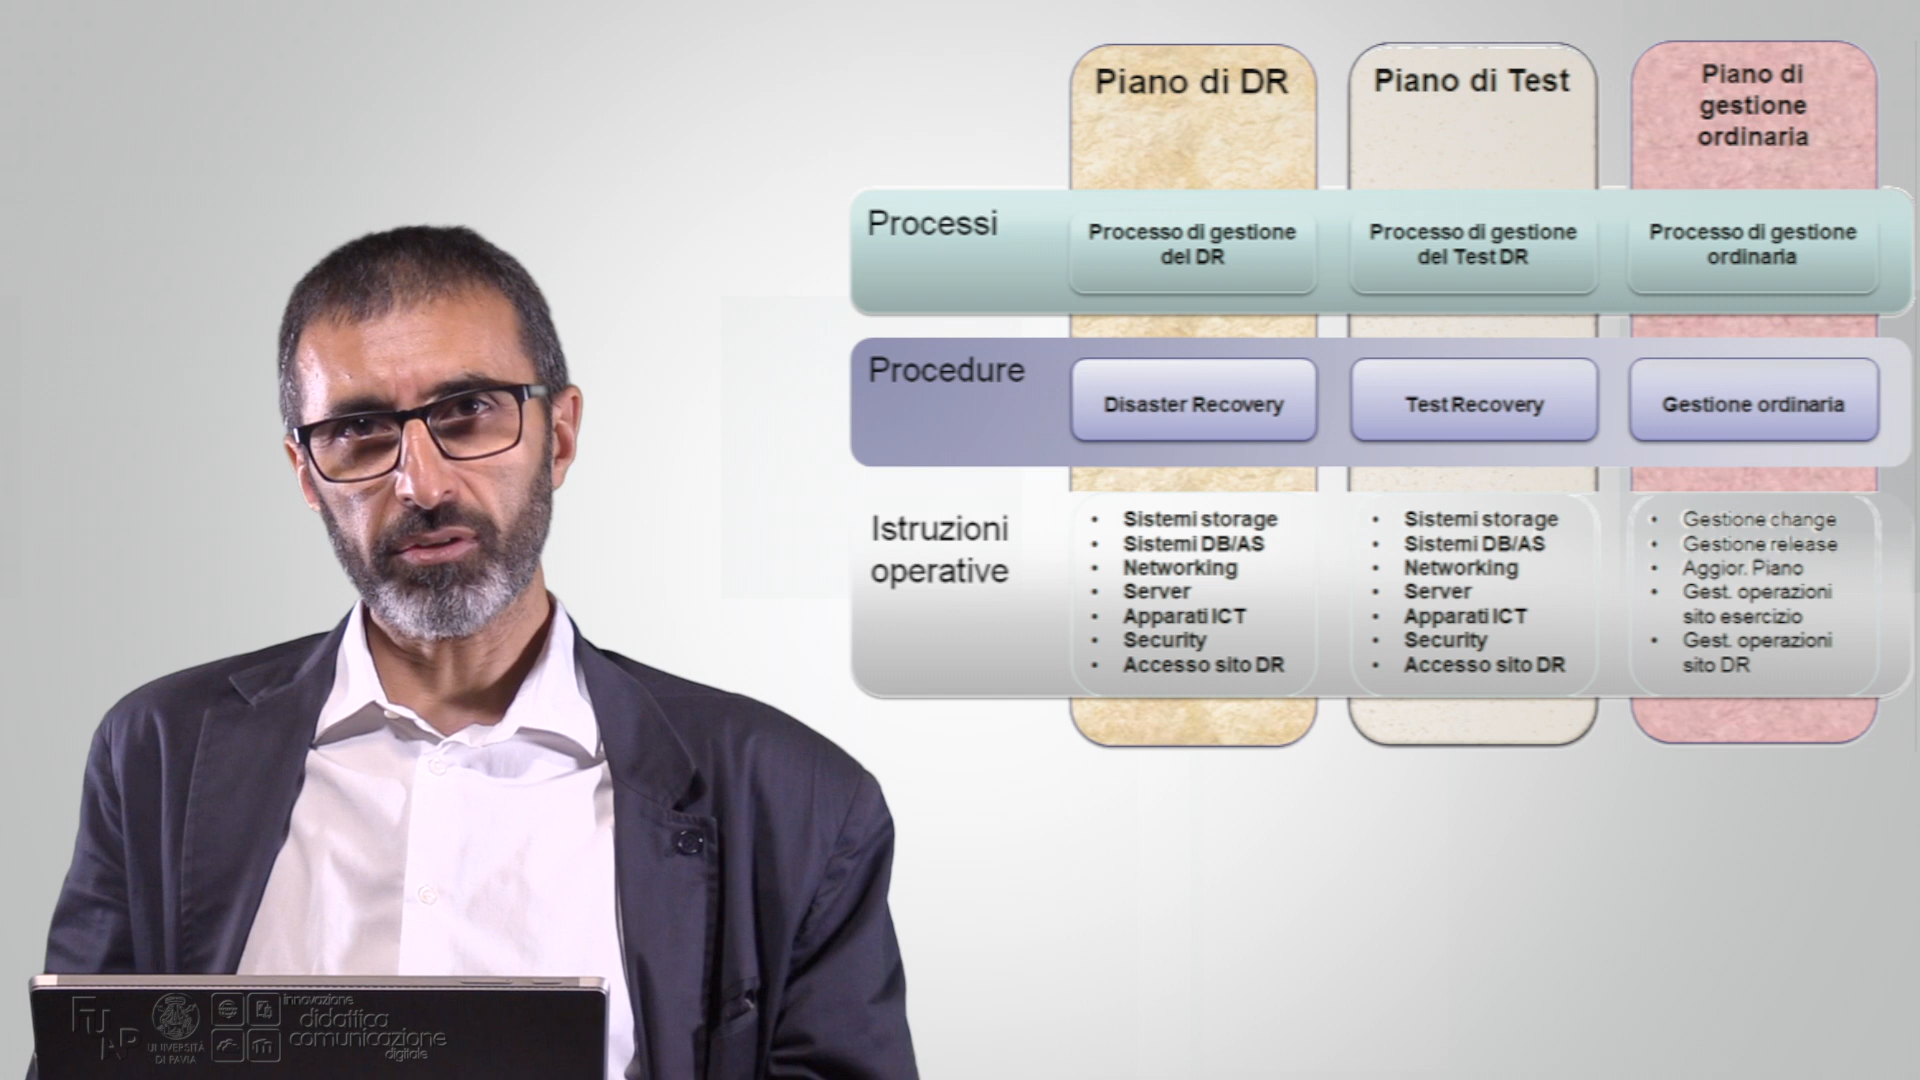 Piano di DR
Piano di Test
Piano di
gestione
ordinaria
Processi
Processo di gestione
del DR
Processo di gestione
del Test DR
Processo di gestione
ordinaria
Procedure
Disaster Recovery
Test Recovery
Gestione ordinaria
Istruzioni
operative
• Sistemi storage
• Sistemi DB/AS
• Networking
• Server
• Apparati ICT
• Security
• Accesso sito DR
• Sistemi storage
• Sistemi DB/AS
• Networking
• Server
• Apparati ICT
• Security
• Accesso sito DR
• Gestione change
• Gestione release
• Aggior. Piano
• Gest. operazioni
sito esercizio
• Gest. operazioni
sito DR
UNIVERSITÀ
DI PAVIA
innovazione
didattica
comunicazione
digitale